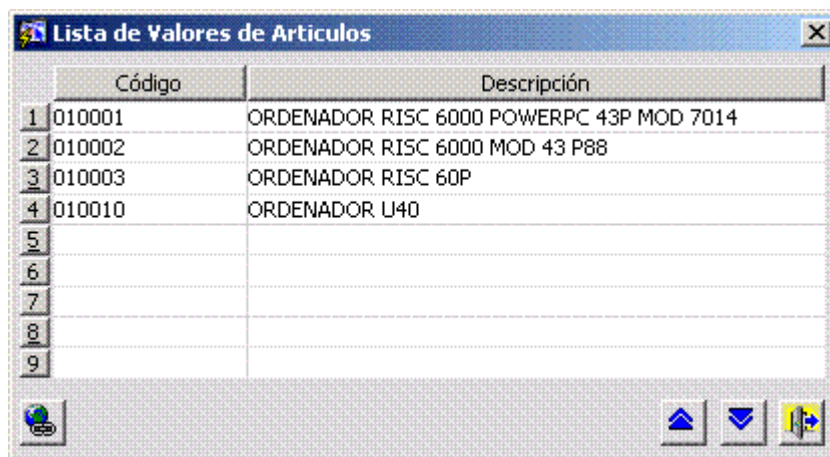 Lista de Valores de Articulos
Código Descripción
1 010001 ORDENADOR RISC 6000 POWERPC 43P MOD 7014
2 010002 ORDENADOR RISC 6000 MOD 43 P88
3 010003 ORDENADOR RISC 60P
4 010010 ORDENADOR U40
5
6
7
8
9